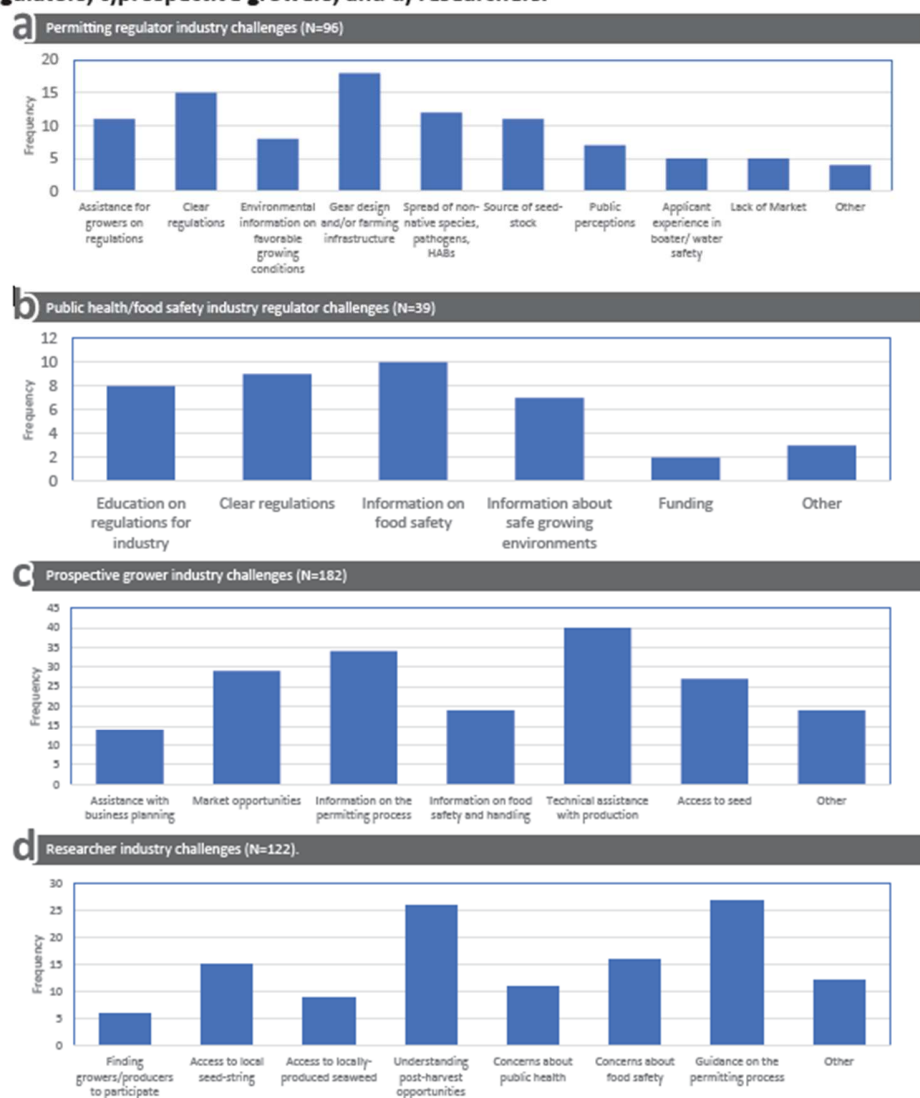 a Permitting regulator industry challenges (N=96)
20
15
10
5
0
Frequency
Assistance for growers on regulations
Clear regulations
Environmental information on favorable growing conditions
Gear design and/or farming infrastructure
Spread of non-native species, pathogens, HABs
Source of seed-stock
Public perceptions
Applicant experience in boater/ water safety
Lack of Market
Other
b Public health/food safety industry regulator challenges (N=39)
12
10
8
6
4
2
0
Frequency
Education on regulations for industry
Clear regulations
Information on food safety
Information about safe growing environments
Funding
Other
c Prospective grower industry challenges (N=182)
45
40
35
30
25
20
15
10
5
0
Frequency
Assistance with business planning
Market opportunities
Information on the permitting process
Information on food safety and handling
Technical assistance with production
Access to seed
Other
d Researcher industry challenges (N=122).
30
25
20
15
10
5
0
Frequency
Finding growers/producers to participate
Access to local seed-string
Access to locally-produced seaweed
Understanding post-harvest opportunities
Concerns about public health
Concerns about food safety
Guidance on the permitting process
Other